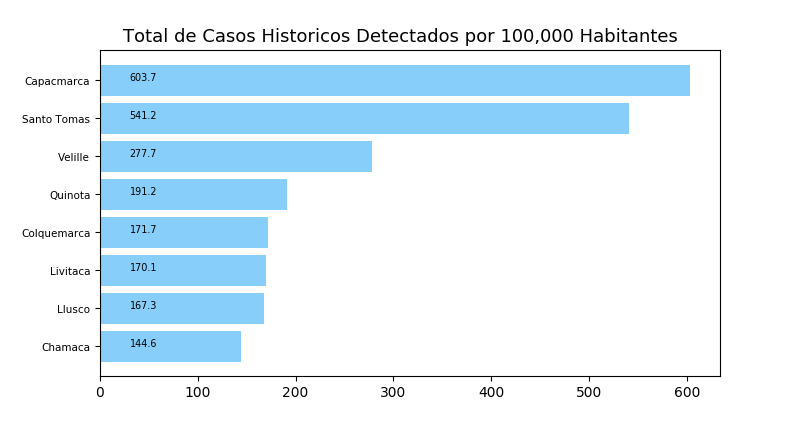 Total de Casos Historicos Detectados por 100,000 Habitantes
Capacmarca 603.7
Santo Tomas 541.2
Velille 277.7
Quinota 191.2
Colquemarca 171.7
Livitaca 170.1
Llusco 167.3
Chamaca 144.6
0 100 200 300 400 500 600